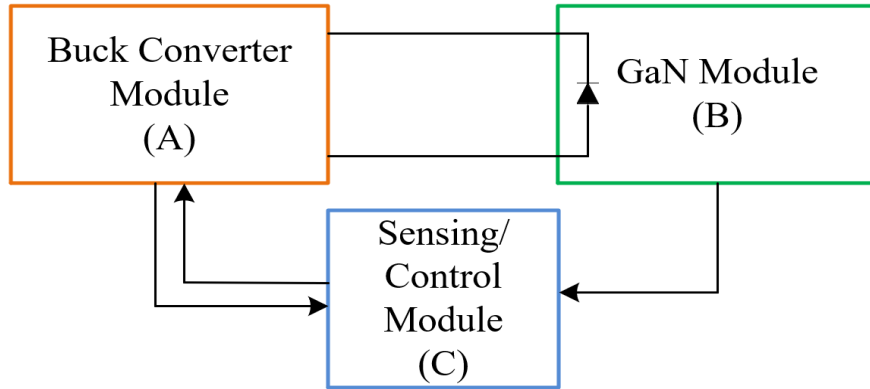 Buck Converter
Module
(A)
GaN Module
(B)
Sensing/
Control
Module
(C)